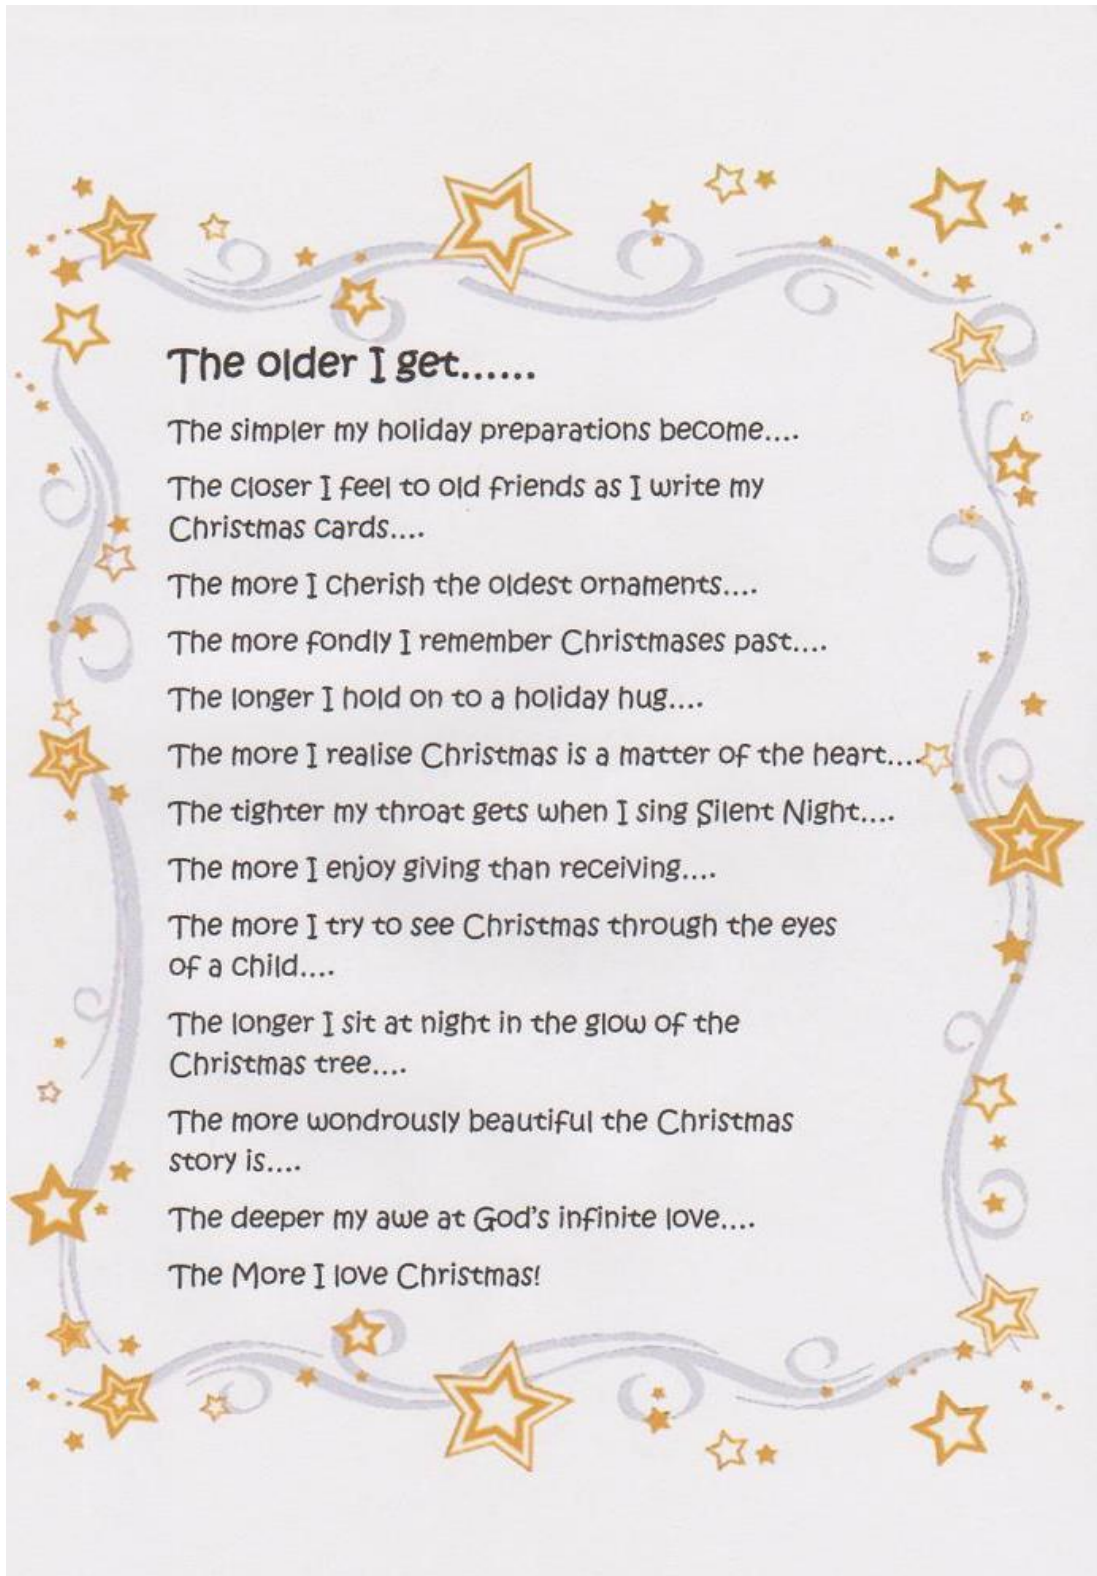 The older I get......
The simpler my holiday preparations become....
The closer I feel to old friends as I write my
Christmas cards....
The more I cherish the oldest ornaments....
The more fondly I remember Christmases past....
The longer I hold on to a holiday hug....
The more I realise Christmas is a matter of the heart....
The tighter my throat gets when I sing Silent Night....
The more I enjoy giving than receiving....
The more I try to see Christmas through the eyes
of a child....
The longer I sit at night in the glow of the
Christmas tree....
The more wondrously beautiful the Christmas
story is....
The deeper my awe at God's infinite love....
The More I love Christmas!